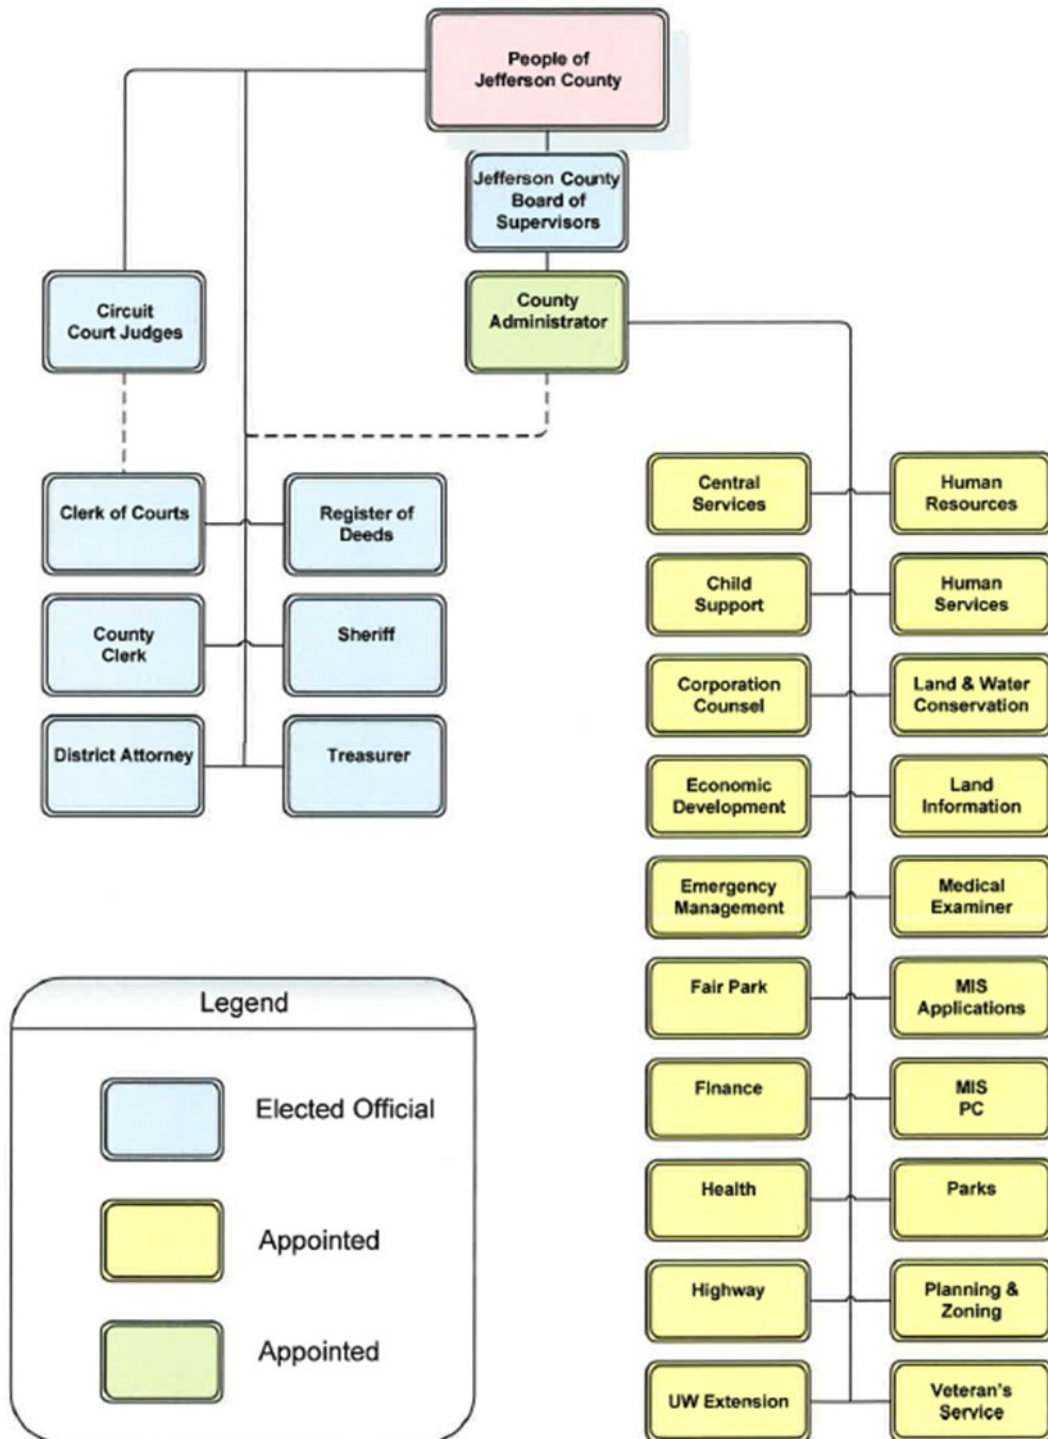 People of
Jefferson County
Jefferson County
Board of
Supervisors
County
Administrator
Circuit
Court Judges
Clerk of Courts
Register of
Deeds
County
Clerk
Sheriff
District Attorney
Treasurer
Central
Services
Human
Resources
Child
Support
Human
Services
Corporation
Counsel
Land & Water
Conservation
Economic
Development
Land
Information
Emergency
Management
Medical
Examiner
Fair Park
MIS
Applications
Finance
MIS
PC
Health
Parks
Highway
Planning &
Zoning
UW Extension
Veteran's
Service
Legend
Elected Official
Appointed
Appointed